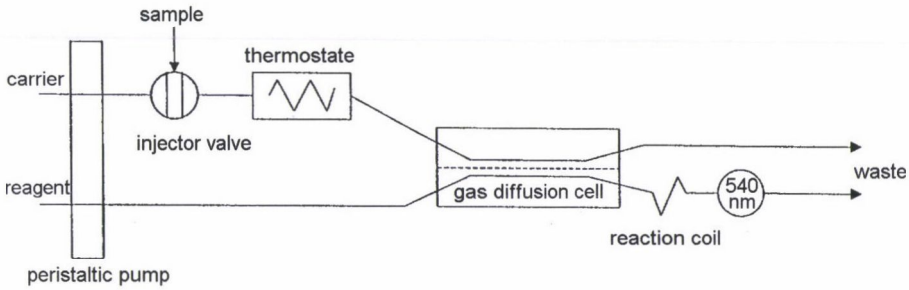 sample
thermostate
carrier
injector valve
reagent
gas diffusion cell
540
nm
waste
reaction coil
peristaltic pump